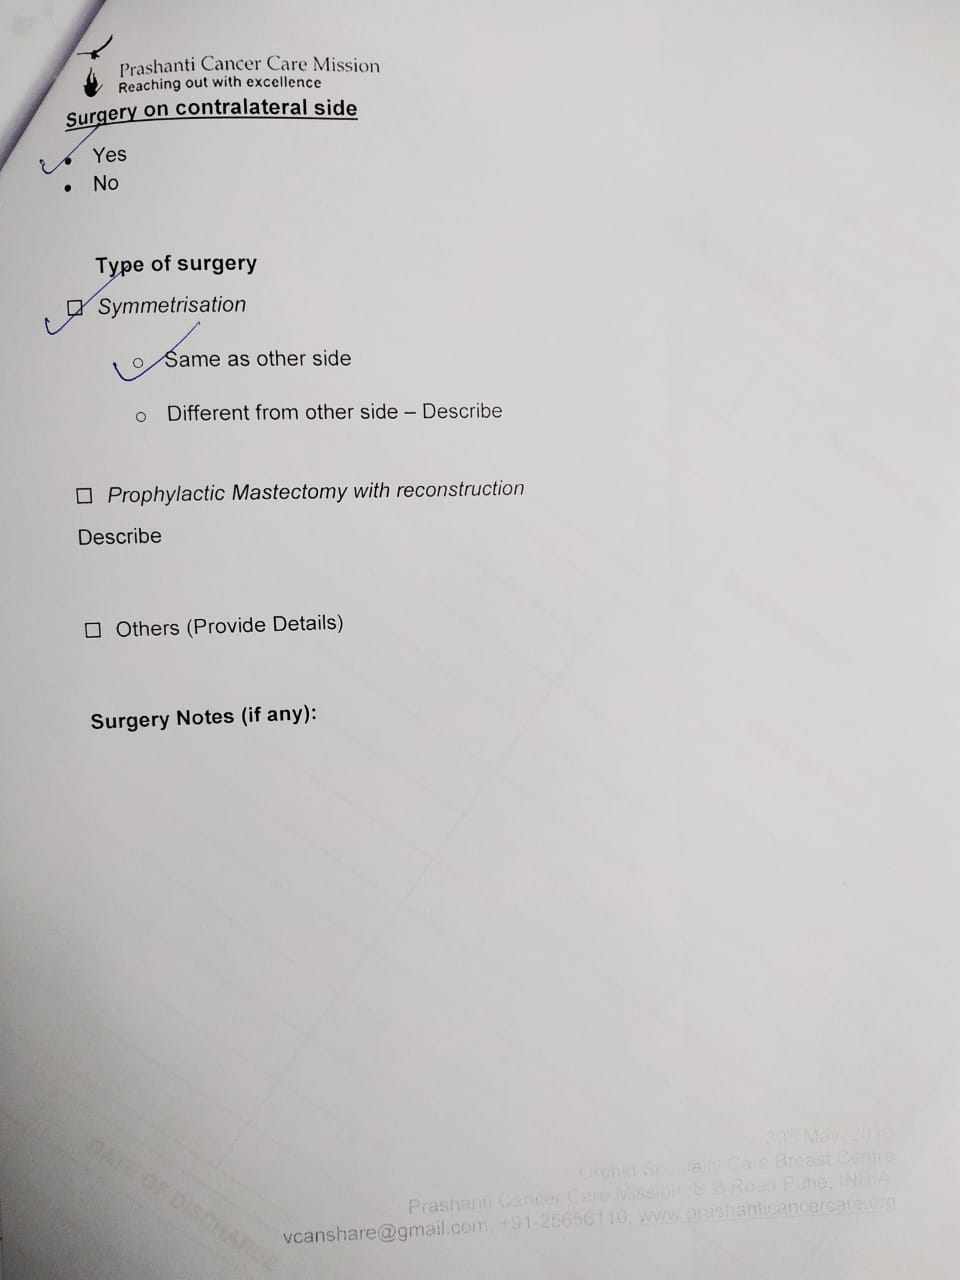 Prashanti Cancer Care Mission
Reaching out with excellence
Surgery on contralateral side
• Yes
• No
Type of surgery
☐ Symmetrisation
o Same as other side
o Different from other side – Describe
☐ Prophylactic Mastectomy with reconstruction
Describe
☐ Others (Provide Details)
Surgery Notes (if any):
30th May, 2019
Orchid Specialty Care Breast Centre
Prashanti Cancer Care Mission, B Road Pune, INDIA
vcanshare@gmail.com, +91-25656110, www.prashanticancercare.org
DATE OF DISCHARGE